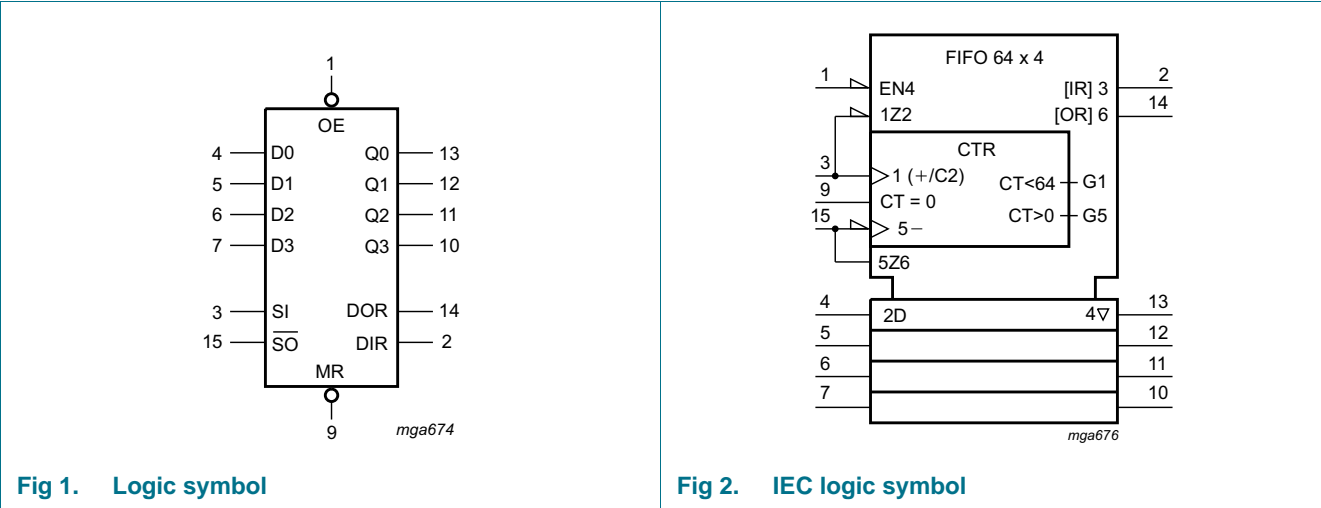 1
OE
4 D0 Q0 13
5 D1 Q1 12
6 D2 Q2 11
7 D3 Q3 10
3 SI DOR 14
15 S̅O̅ DIR 2
MR
9
mga674
Fig 1. Logic symbol
FIFO 64 x 4
1 EN4 [IR] 3 2
1Z2 [OR] 6 14
CTR
3 1 (+/C2) CT<64 G1
9 CT = 0
15 5− CT>0 G5
5Z6
4 2D 4▽ 13
5 12
6 11
7 10
mga676
Fig 2. IEC logic symbol